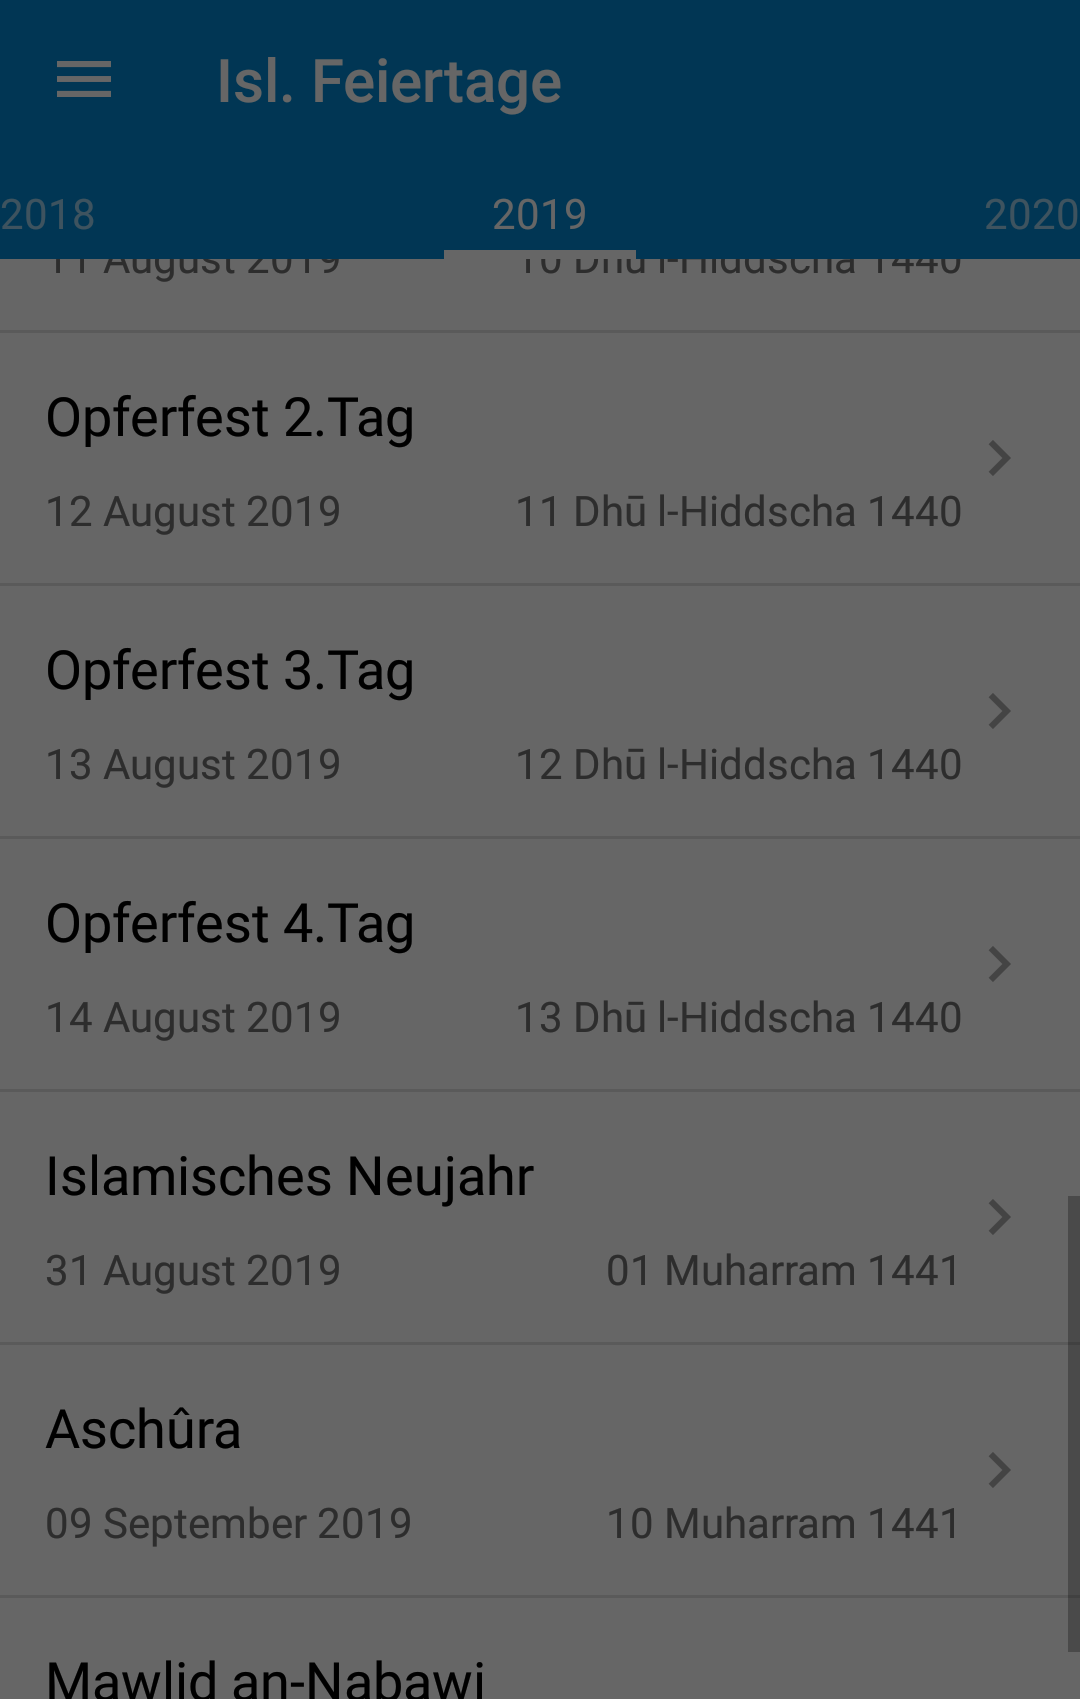 Isl. Feiertage
2018 2019 2020
11 August 2019 10 Dhū l-Hiddscha 1440
Opferfest 2.Tag
12 August 2019 11 Dhū l-Hiddscha 1440
Opferfest 3.Tag
13 August 2019 12 Dhū l-Hiddscha 1440
Opferfest 4.Tag
14 August 2019 13 Dhū l-Hiddscha 1440
Islamisches Neujahr
31 August 2019 01 Muharram 1441
Aschûra
09 September 2019 10 Muharram 1441
Mawlid an-Nabawi